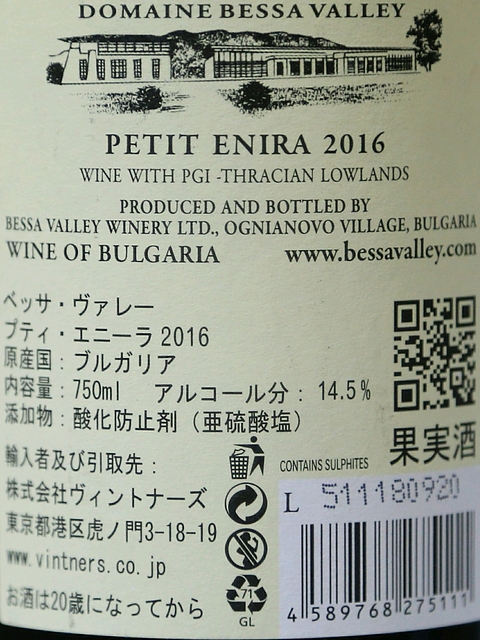 DOMAINE BESSA VALLEY
PETIT ENIRA 2016
WINE WITH PGI -THRACIAN LOWLANDS
PRODUCED AND BOTTLED BY
BESSA VALLEY WINERY LTD., OGNIANOVO VILLAGE, BULGARIA
WINE OF BULGARIA www.bessavalley.com
ベッサ・ヴァレー
プティ・エニーラ 2016
原産国：ブルガリア
内容量：750ml アルコール分：14.5%
添加物：酸化防止剤（亜硫酸塩）
果実酒
輸入者及び引取先：
CONTAINS SULPHITES
株式会社ヴィントナーズ
L 511180920
東京都港区虎ノ門3-18-19
www.vintners.co.jp
71
GL
お酒は20歳になってから
4 589768 275111